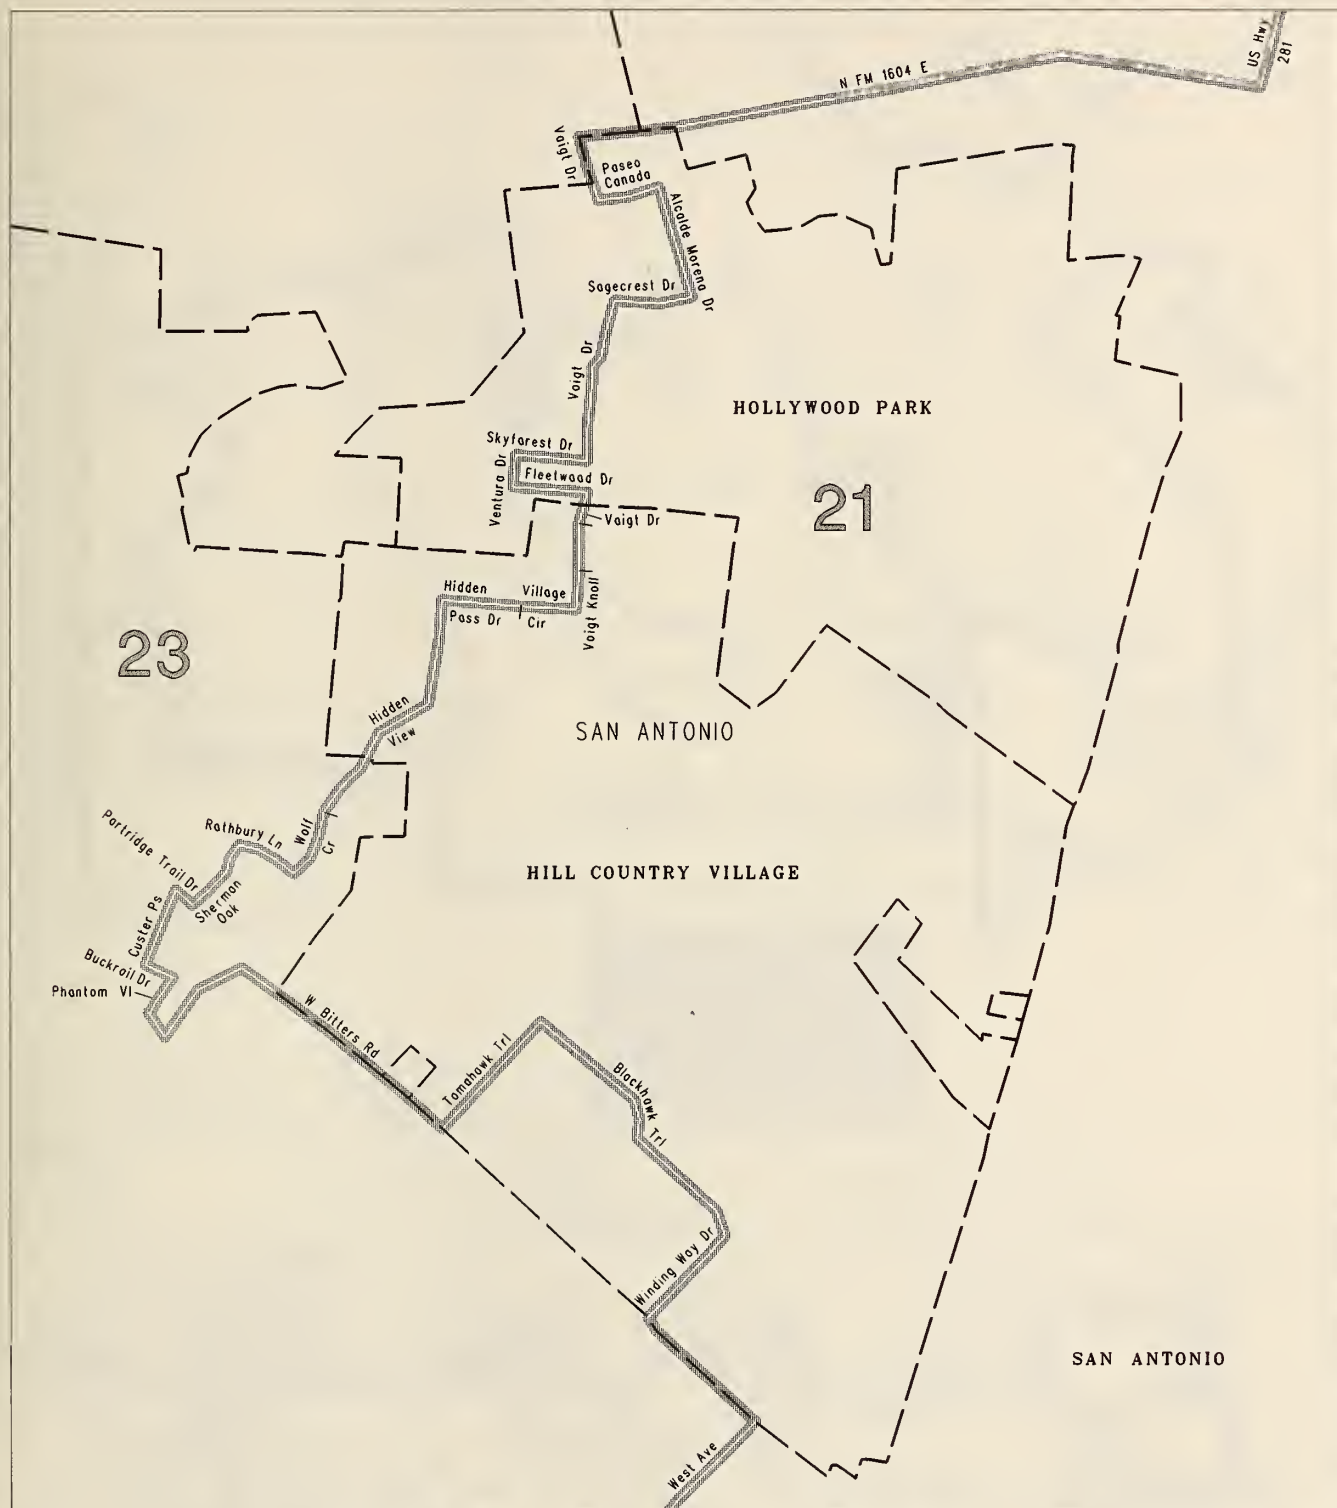 US Hwy
281
N FM 1604 E
Voigt Dr
Paseo
Canada
Alcalde Moreno Dr
Sagecrest Dr
Voigt Dr
HOLLYWOOD PARK
Skyforest Dr
Ventura Dr
Fleetwood Dr
21
Voigt Dr
Hidden
Village
Pass Dr
Cir
Voigt Knoll
23
Hidden
View
SAN ANTONIO
Wolf
Cr
Rathbury Ln
Partridge Trail Dr
Sherman
Oak
HILL COUNTRY VILLAGE
Custer Ps
Buckrail Dr
Phantom Vl
W Bitters Rd
Tomahawk Trl
Blackhawk Trl
Winding Way Dr
SAN ANTONIO
West Ave